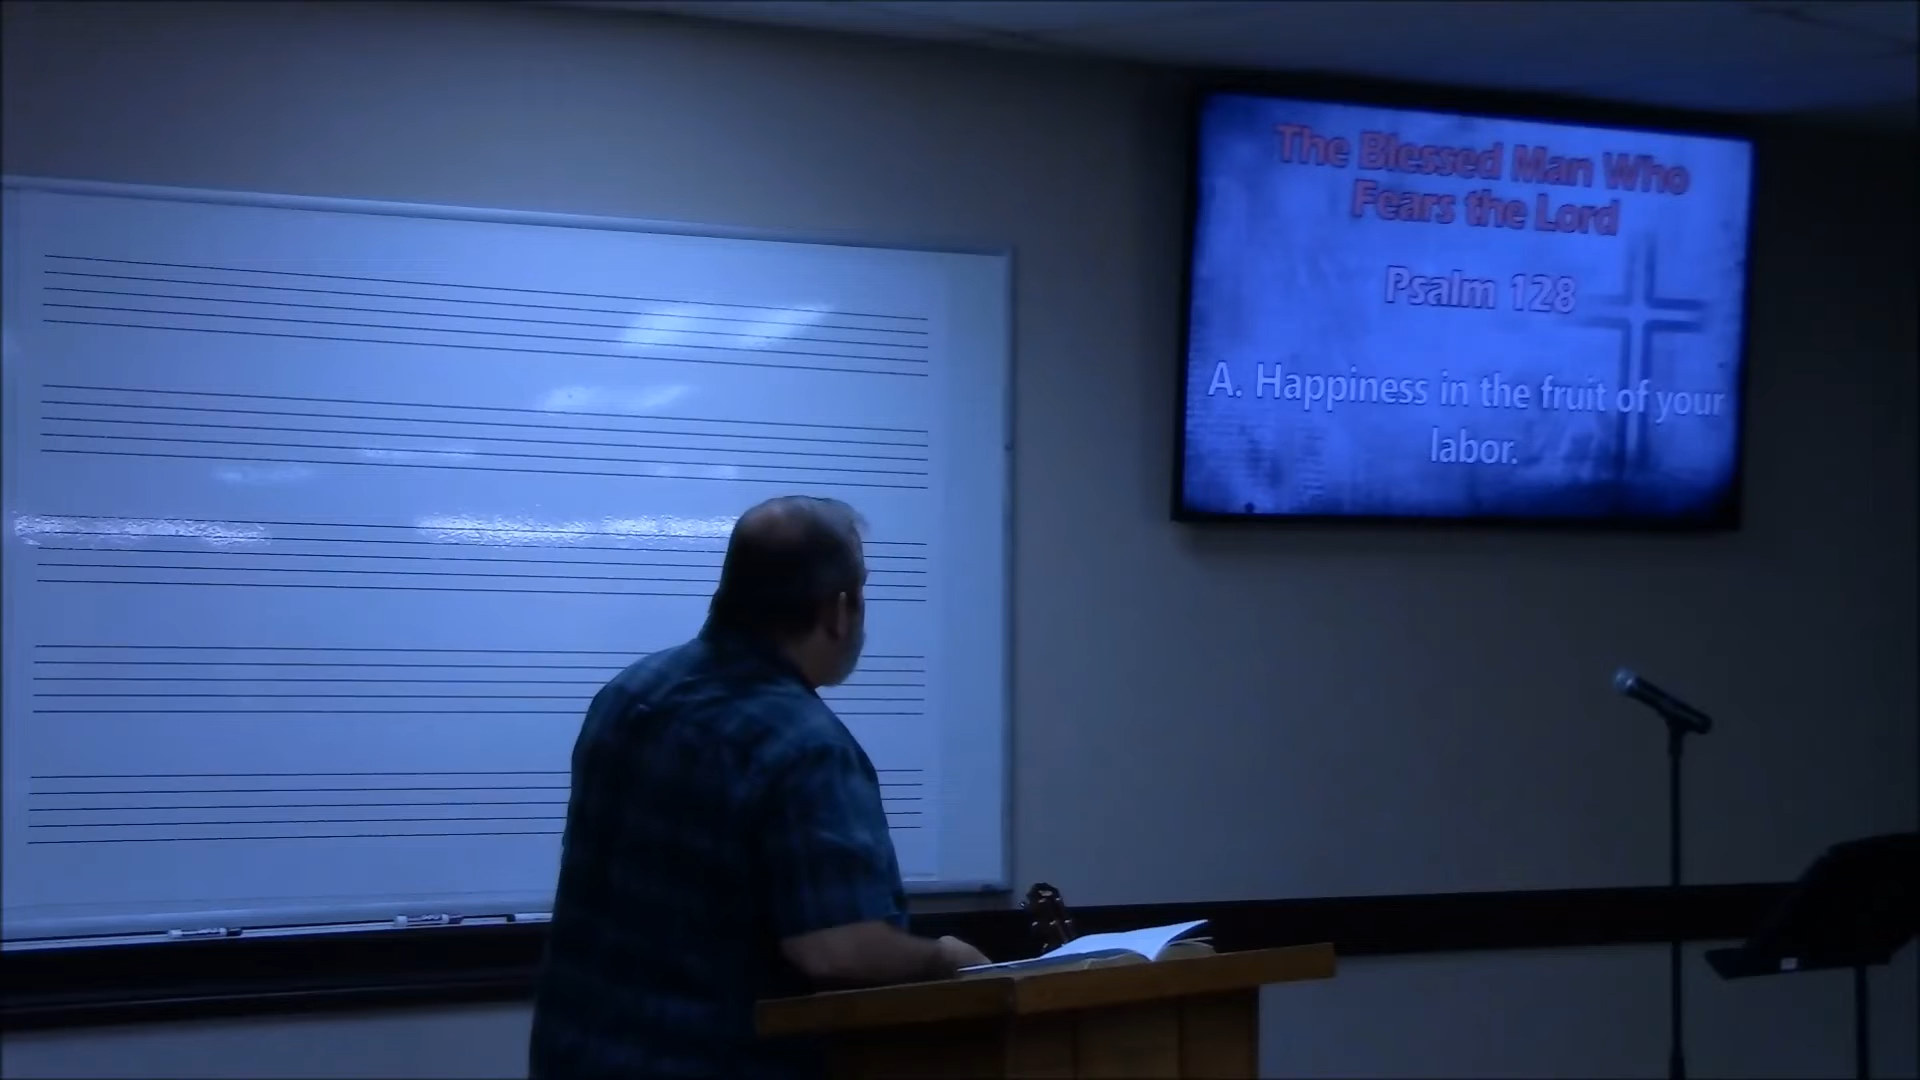 The Blessed Man Who
Fears the Lord
Psalm 128
A. Happiness in the fruit of your
labor.